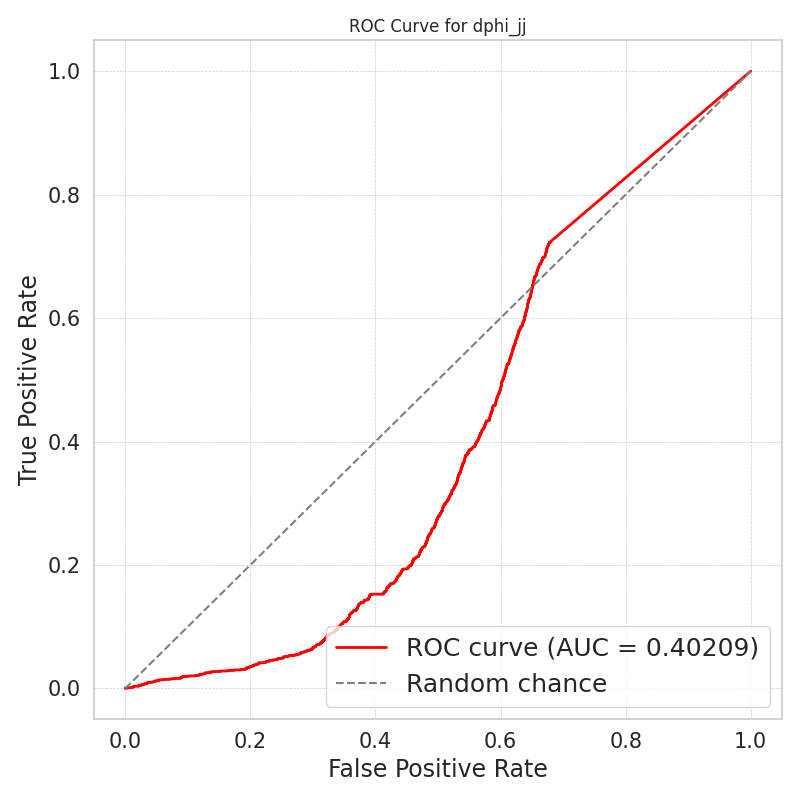 ROC Curve for dphi_jj
True Positive Rate
1.0
0.8
0.6
0.4
0.2
0.0
ROC curve (AUC = 0.40209)
Random chance
0.0 0.2 0.4 0.6 0.8 1.0
False Positive Rate